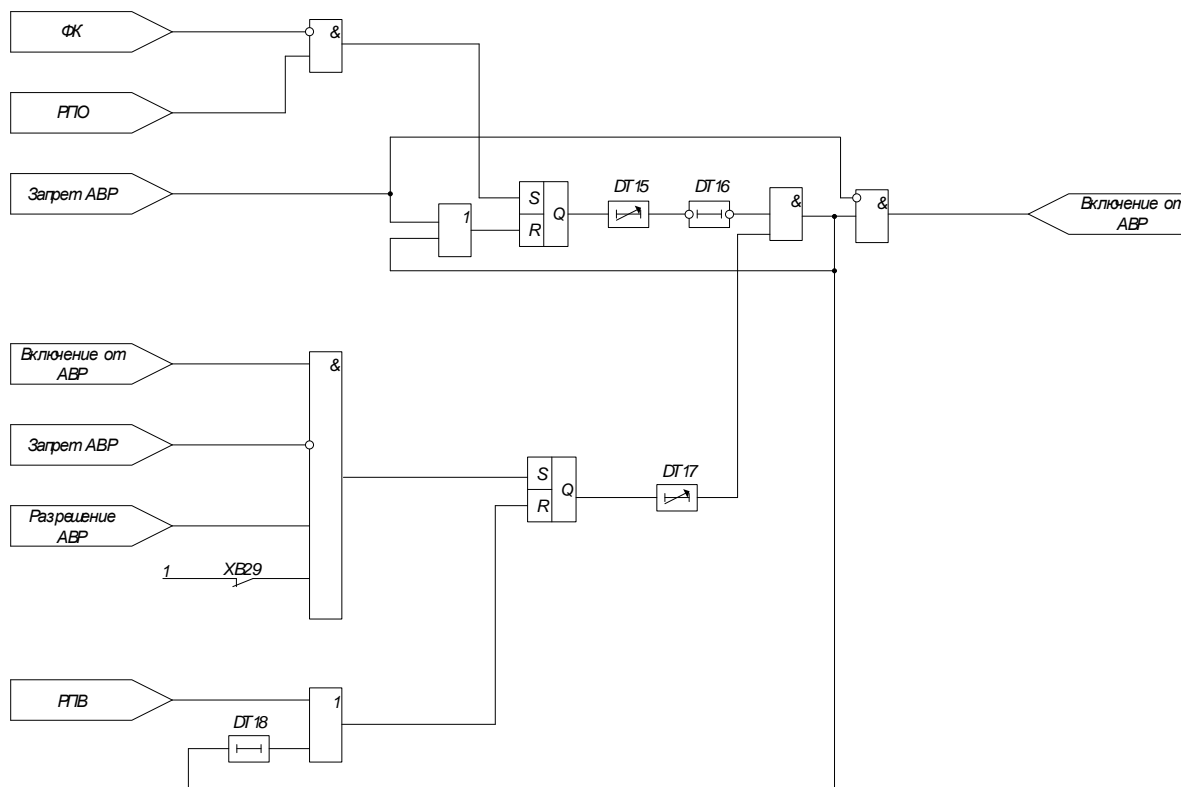 ФК
&
РПО
Запрет АВР
DT15
DT16
&
&
Включение от
АВР
S
Q
R
1
Включение от
АВР
&
Запрет АВР
S
Q
R
DT17
Разрешение
АВР
1
XB29
РПВ
1
DT18